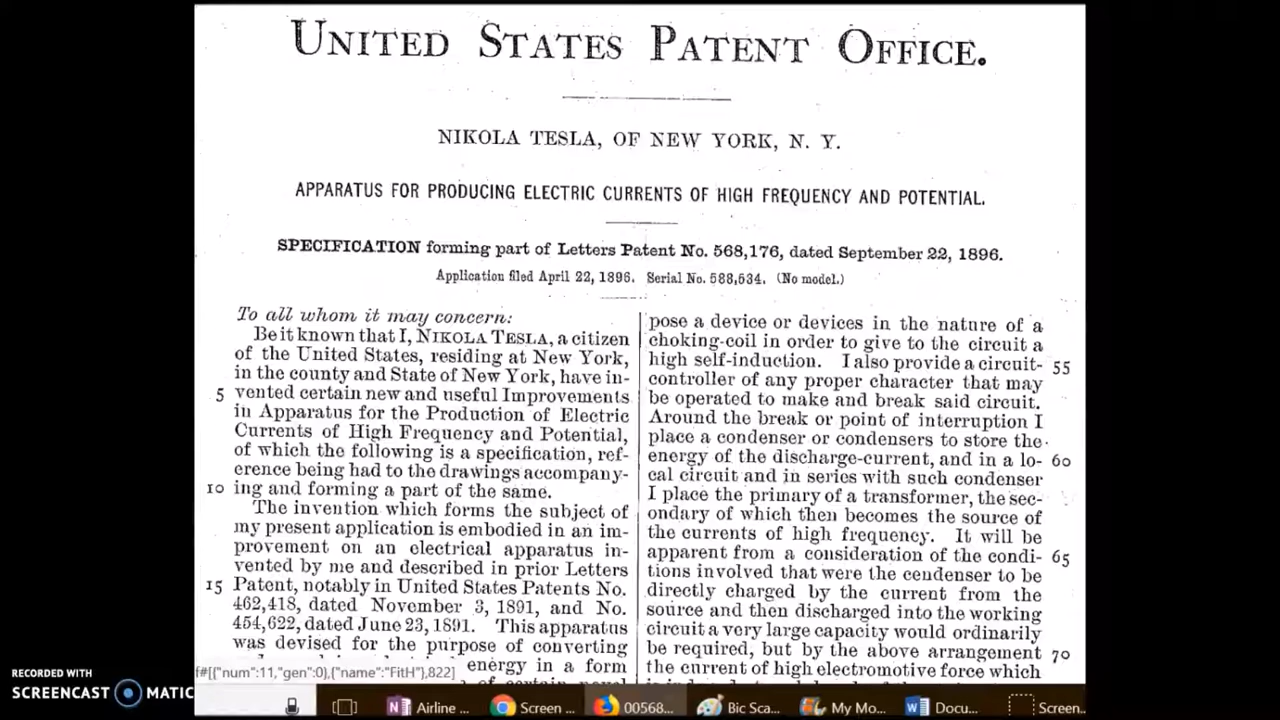 UNITED STATES PATENT OFFICE.
NIKOLA TESLA, OF NEW YORK, N. Y.
APPARATUS FOR PRODUCING ELECTRIC CURRENTS OF HIGH FREQUENCY AND POTENTIAL.
SPECIFICATION forming part of Letters Patent No. 568,176, dated September 22, 1896.
Application filed April 22, 1896. Serial No. 588,534. (No model.)
To all whom it may concern:
Be it known that I, NIKOLA TESLA, a citizen
of the United States, residing at New York,
in the county and State of New York, have in-
5 vented certain new and useful Improvements
in Apparatus for the Production of Electric
Currents of High Frequency and Potential,
of which the following is a specification, ref-
erence being had to the drawings accompany-
10 ing and forming a part of the same.
The invention which forms the subject of
my present application is embodied in an im-
provement on an electrical apparatus in-
vented by me and described in prior Letters
15 Patent, notably in United States Patents No.
462,418, dated November 3, 1891, and No.
454,622, dated June 23, 1891. This apparatus
was devised for the purpose of converting
energy in a form
pose a device or devices in the nature of a
choking-coil in order to give to the circuit a
high self-induction. I also provide a circuit- 55
controller of any proper character that may
be operated to make and break said circuit.
Around the break or point of interruption I
place a condenser or condensers to store the
energy of the discharge-current, and in a lo- 60
cal circuit and in series with such condenser
I place the primary of a transformer, the sec-
ondary of which then becomes the source of
the currents of high frequency. It will be
apparent from a consideration of the condi- 65
tions involved that were the condenser to be
directly charged by the current from the
source and then discharged into the working
circuit a very large capacity would ordinarily
be required, but by the above arrangement 70
the current of high electromotive force which
f#[{"num":11,"gen":0},{"name":"FitH"},822]
RECORDED WITH
SCREENCAST MATIC
Airline ...
Screen ...
00568...
Bic Sca...
My Mo...
Docu...
Screen...